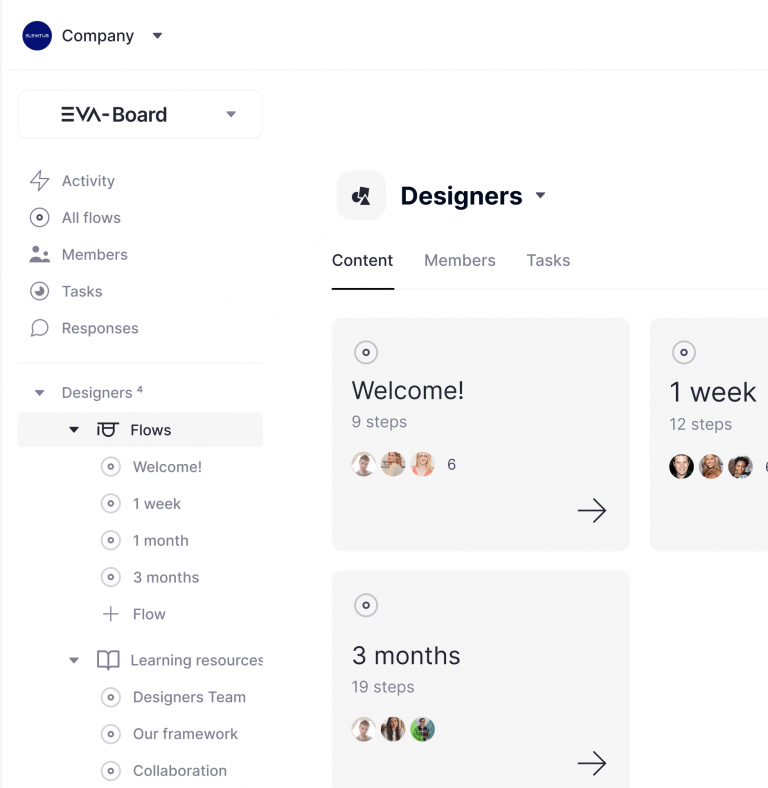 ELEVATUS
Company
EVA-Board
Activity
All flows
Members
Tasks
Responses
Designers 4
Flows
Welcome!
1 week
1 month
3 months
Flow
Learning resources
Designers Team
Our framework
Collaboration
Designers
Content Members Tasks
Welcome!
9 steps
6
1 week
12 steps
3 months
19 steps